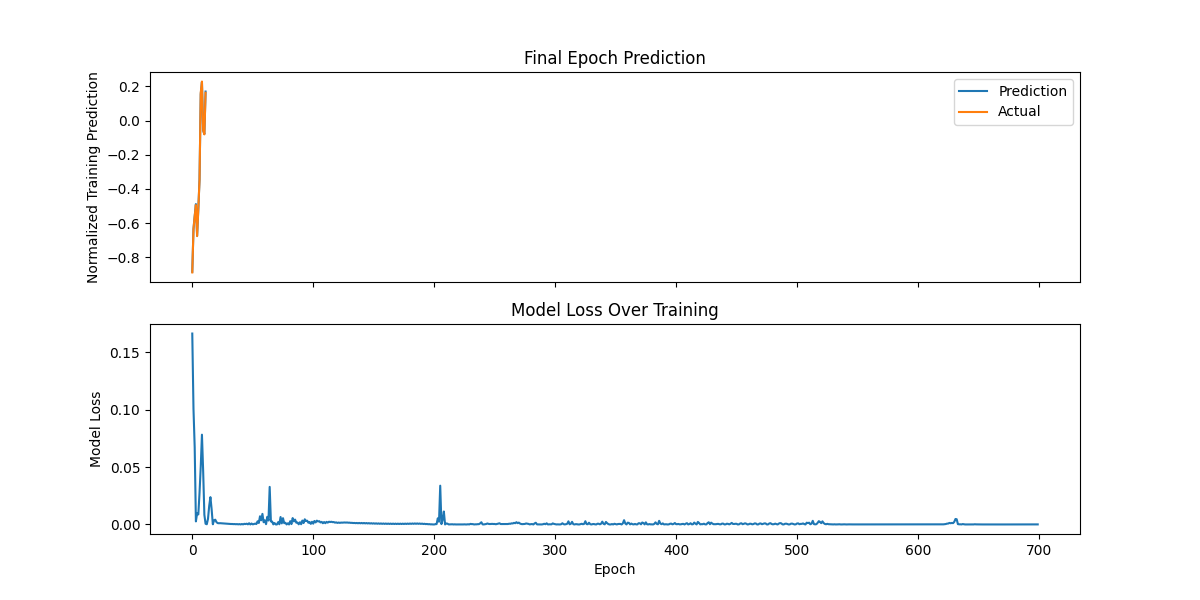 Final Epoch Prediction
Normalized Training Prediction
0.2
0.0
−0.2
−0.4
−0.6
−0.8
Prediction
Actual
Model Loss Over Training
Model Loss
0.15
0.10
0.05
0.00
0 100 200 300 400 500 600 700
Epoch